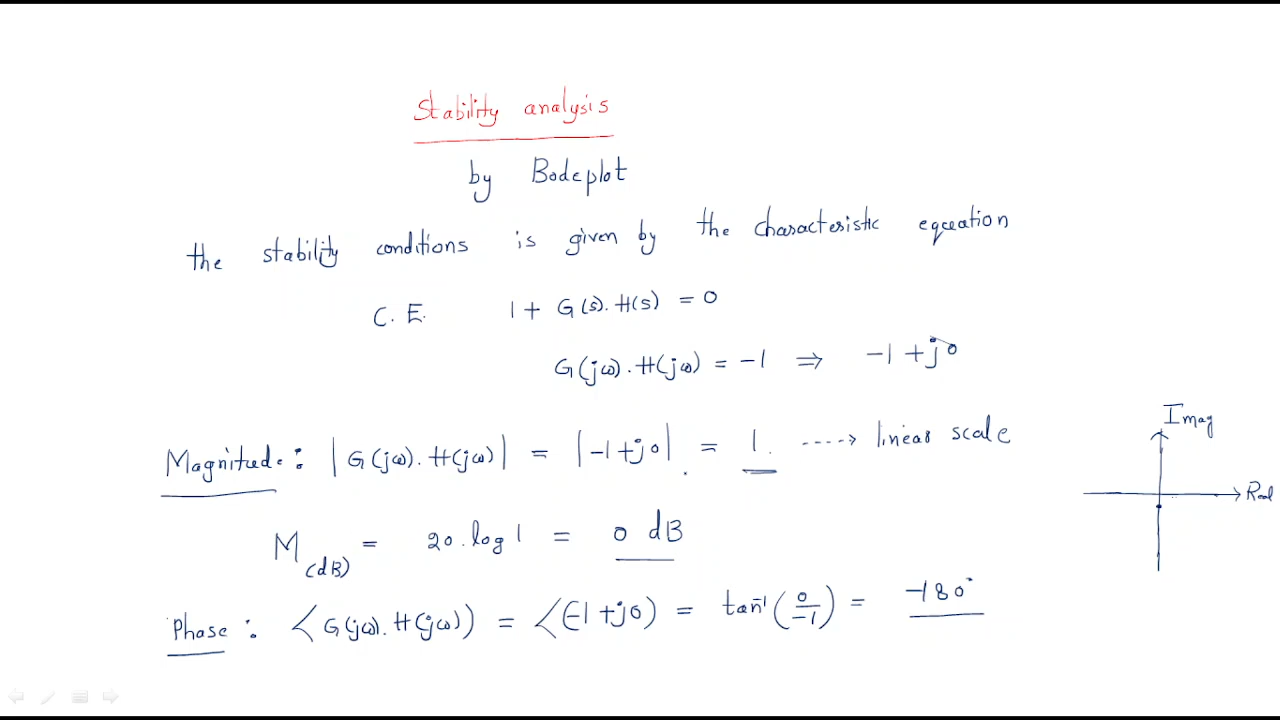 Stability analysis
by Bodeplot
the stability conditions is given by the characteristic equation
C. E. 1 + G(s). H(s) = 0
G(jω). H(jω) = -1 ⇒ -1 + j0
Imag
Magnitude. : |G(jω). H(jω)| = |-1 + j0| = 1. ----> linear scale
Real
M(dB) = 20. log 1 = 0 dB
Phase : ∠G(jω). H(jω)) = ∠(-1 + j0) = tan⁻¹(0/-1) = -180°